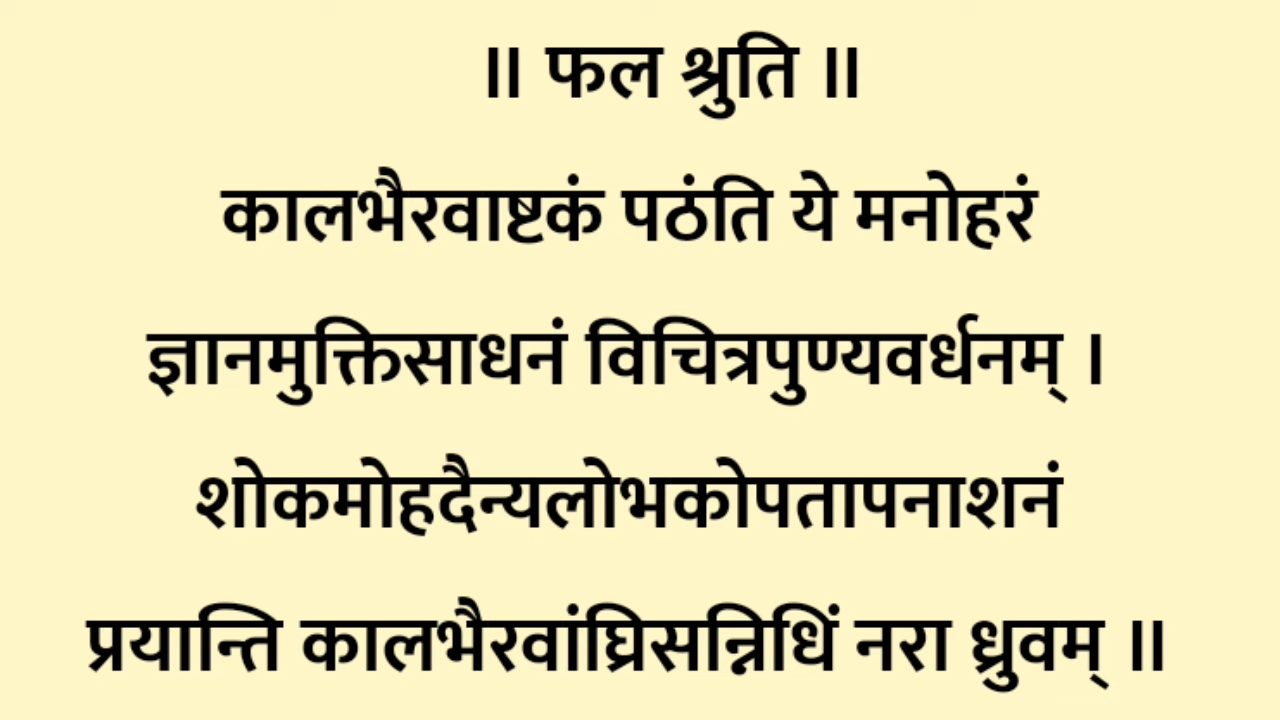 ॥ फल श्रुति ॥
कालभैरवाष्टकं पठंति ये मनोहरं
ज्ञानमुक्तिसाधनं विचित्रपुण्यवर्धनम् ।
शोकमोहदैन्यलोभकोपतापनाशनं
प्रयान्ति कालभैरवांघ्रिसन्निधिं नरा ध्रुवम् ॥